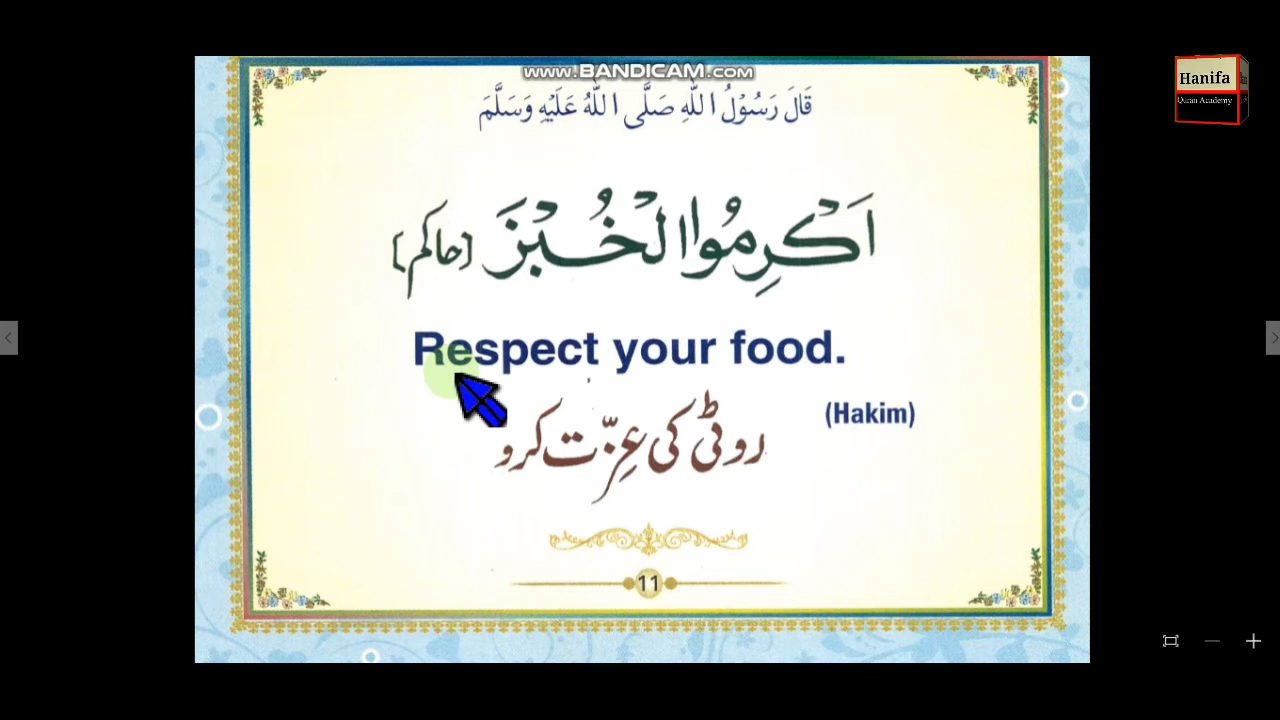 www.BANDICAM.com
Hanifa
Quran Academy
قَالَ رَسُوْلُ اللّٰهِ صَلَّى اللّٰهُ عَلَيْهِ وَسَلَّمَ
اَكْرِمُوا الْخُبْزَ [حاكم]
Respect your food.
(Hakim)
روٹی کی عِزّت کرو
11